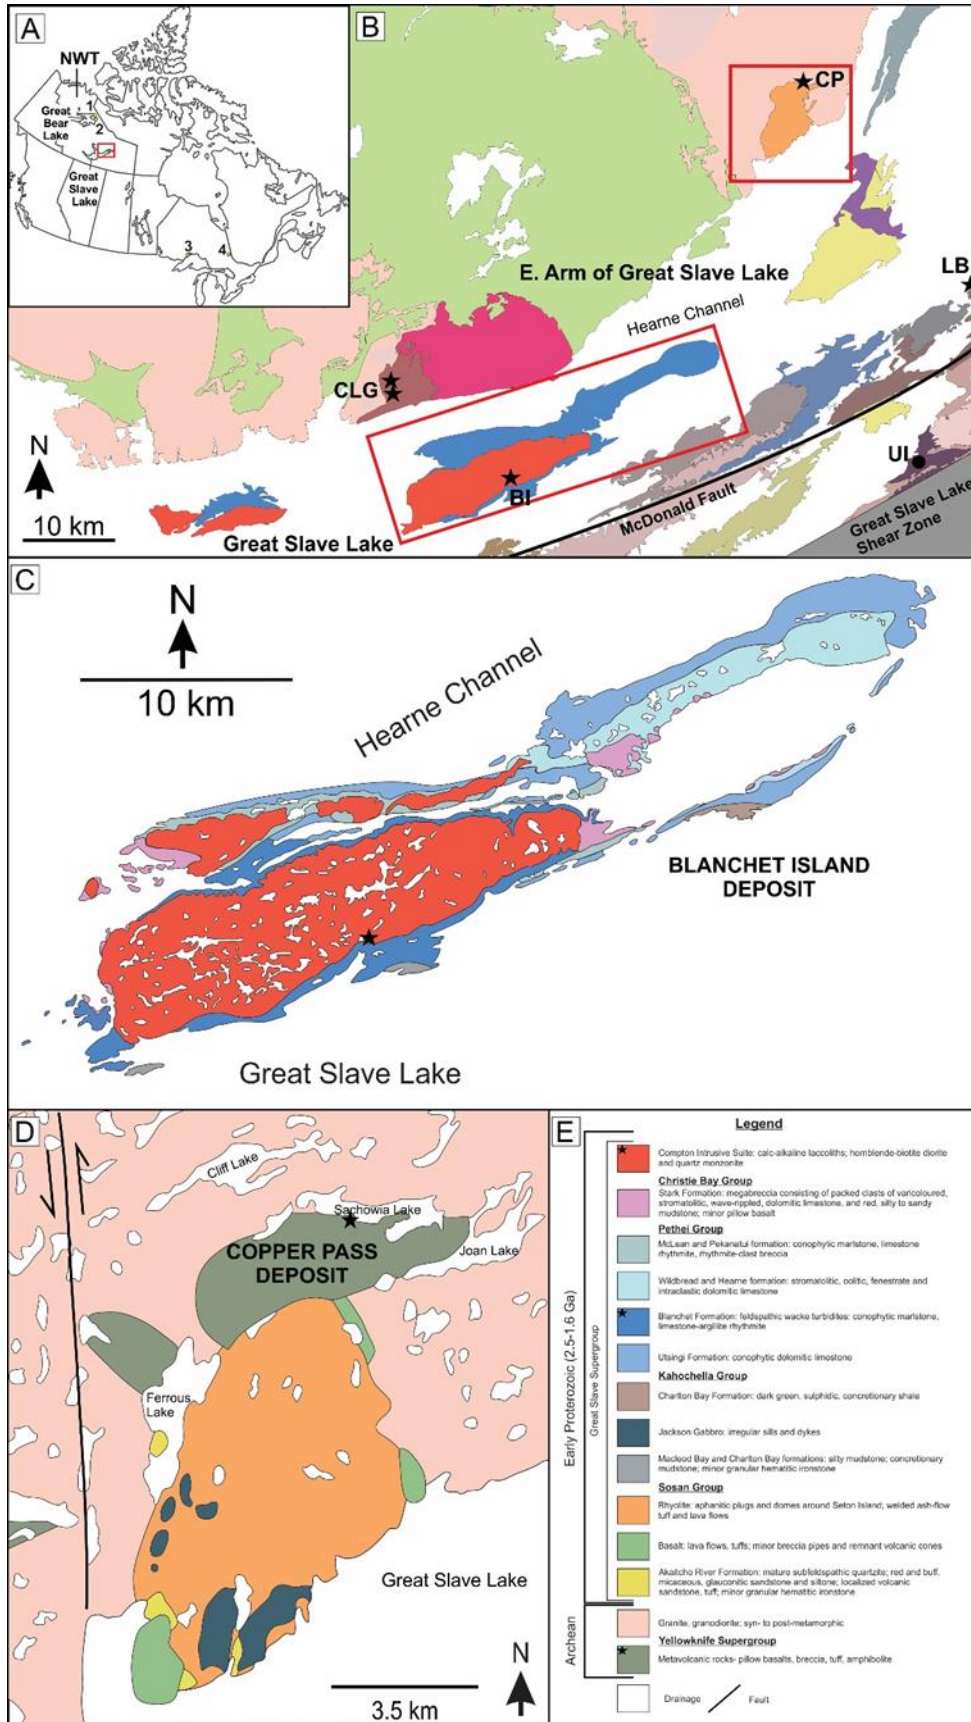 A
NWT
1
Great
Bear
Lake
2
Great
Slave
Lake
3
4
B
CP
E. Arm of Great Slave Lake
LB
Hearne Channel
CLG
N
BI
UI
McDonald Fault
10 km
Great Slave Lake
Great Slave Lake
Shear Zone
C
N
10 km
Hearne Channel
BLANCHET ISLAND
DEPOSIT
Great Slave Lake
D
Cliff Lake
Sachowia Lake
COPPER PASS
DEPOSIT
Joan Lake
Ferrous
Lake
Great Slave Lake
N
3.5 km
E
Legend
Early Proterozoic (2.5-1.6 Ga)
Great Slave Supergroup
Archean
Compton Intrusive Suite: calc-alkaline laccoliths; hornblende-biotite diorite
and quartz monzonite
Christie Bay Group
Stark Formation: megabreccia consisting of packed clasts of varicoloured,
stromatolitic, wave-rippled, dolomitic limestone, and red, silty to sandy
mudstone; minor pillow basalt
Pethei Group
McLean and Pekanatui formation: conophytic marlstone, limestone
rhythmite, rhythmite-clast breccia
Wildbread and Hearne formation: stromatolitic, oolitic, fenestrate and
intraclastic dolomitic limestone
Blanchet Formation: feldspathic wacke turbidites: conophytic marlstone,
limestone-argillite rhythmite
Utsingi Formation: conophytic dolomitic limestone
Kahochella Group
Charlton Bay Formation: dark green, sulphidic, concretionary shale
Jackson Gabbro: irregular sills and dykes
Macleod Bay and Charlton Bay formations: silty mudstone; concretionary
mudstone; minor granular hematitic ironstone
Sosan Group
Rhyolite: aphanitic plugs and domes around Seton Island; welded ash-flow
tuff and lava flows
Basalt: lava flows, tuffs; minor breccia pipes and remnant volcanic cones
Akaitcho River Formation: mature subfeldspathic quartzite; red and buff,
micaceous, glauconitic sandstone and siltone; localized volcanic
sandstone, tuff; minor granular hematitic ironstone
Granite, granodiorite; syn- to post-metamorphic
Yellowknife Supergroup
Metavolcanic rocks- pillow basalts, breccia, tuff, amphibolite
Drainage
Fault